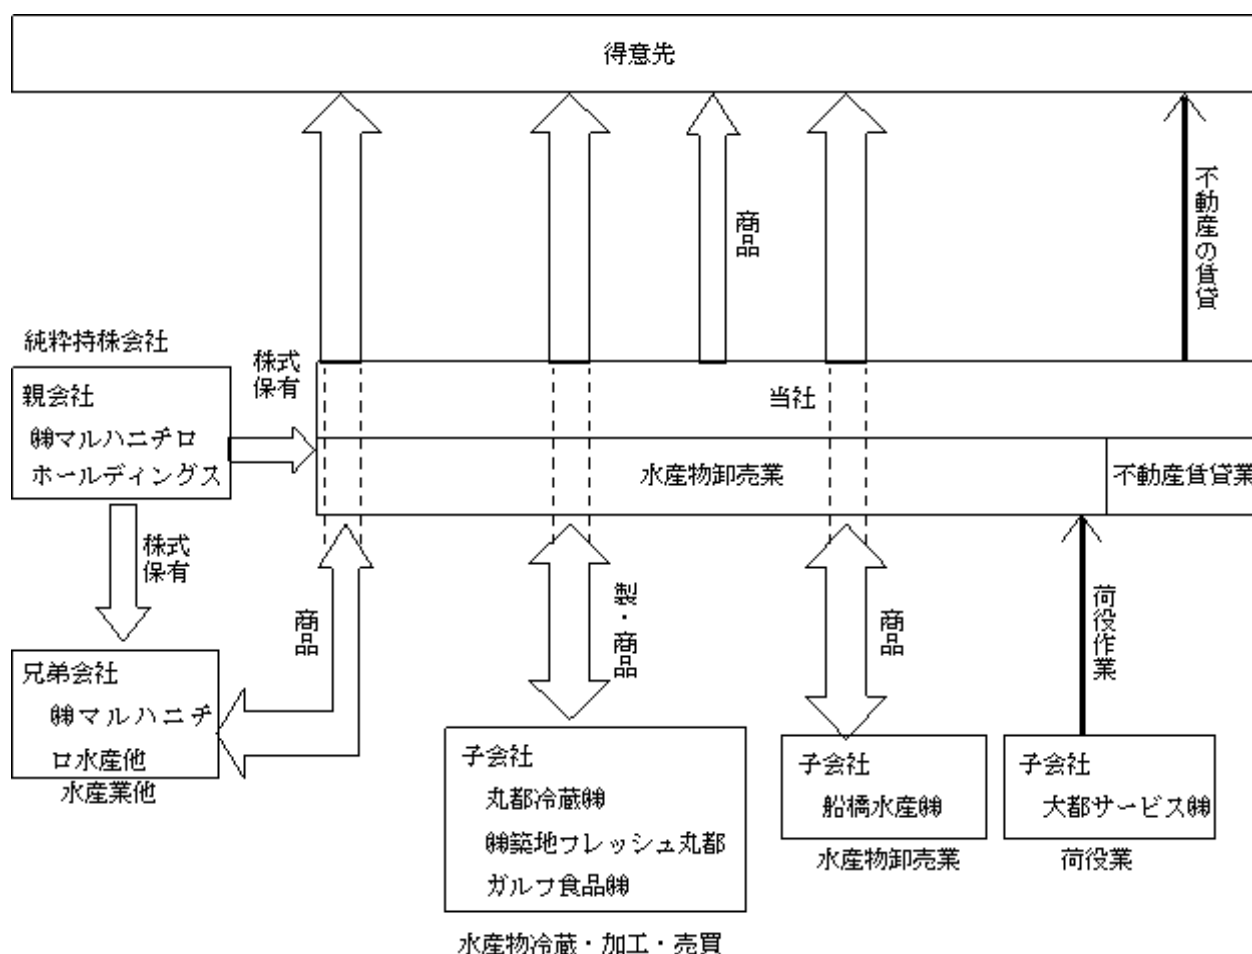 得意先
商品
不動産の賃貸
純粋持株会社
株式
保有
親会社
㈱マルハニチロ
ホールディングス
当社
水産物卸売業
不動産賃貸業
株式
保有
商品
製・商品
商品
荷役作業
兄弟会社
㈱マルハニチ
ロ水産他
水産業他
子会社
丸都冷蔵㈱
㈱築地フレッシュ丸都
ガルフ食品㈱
水産物冷蔵・加工・売買
子会社
船橋水産㈱
水産物卸売業
子会社
大都サービス㈱
荷役業